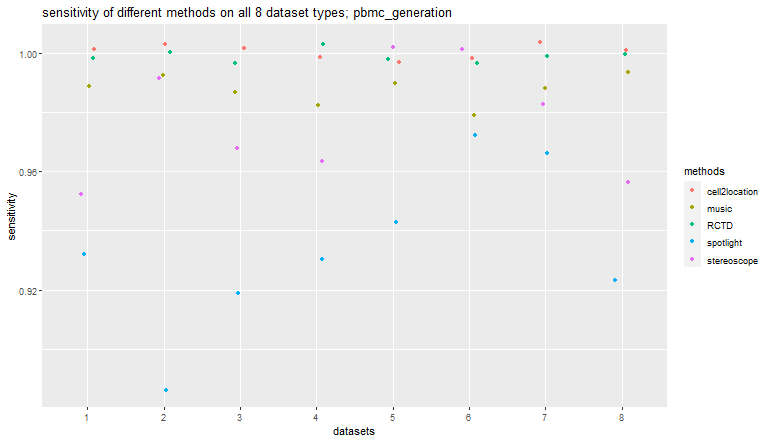 sensitivity of different methods on all 8 dataset types; pbmc_generation
1.00
0.96
0.92
sensitivity
1 2 3 4 5 6 7 8
datasets
methods
cell2location
music
RCTD
spotlight
stereoscope